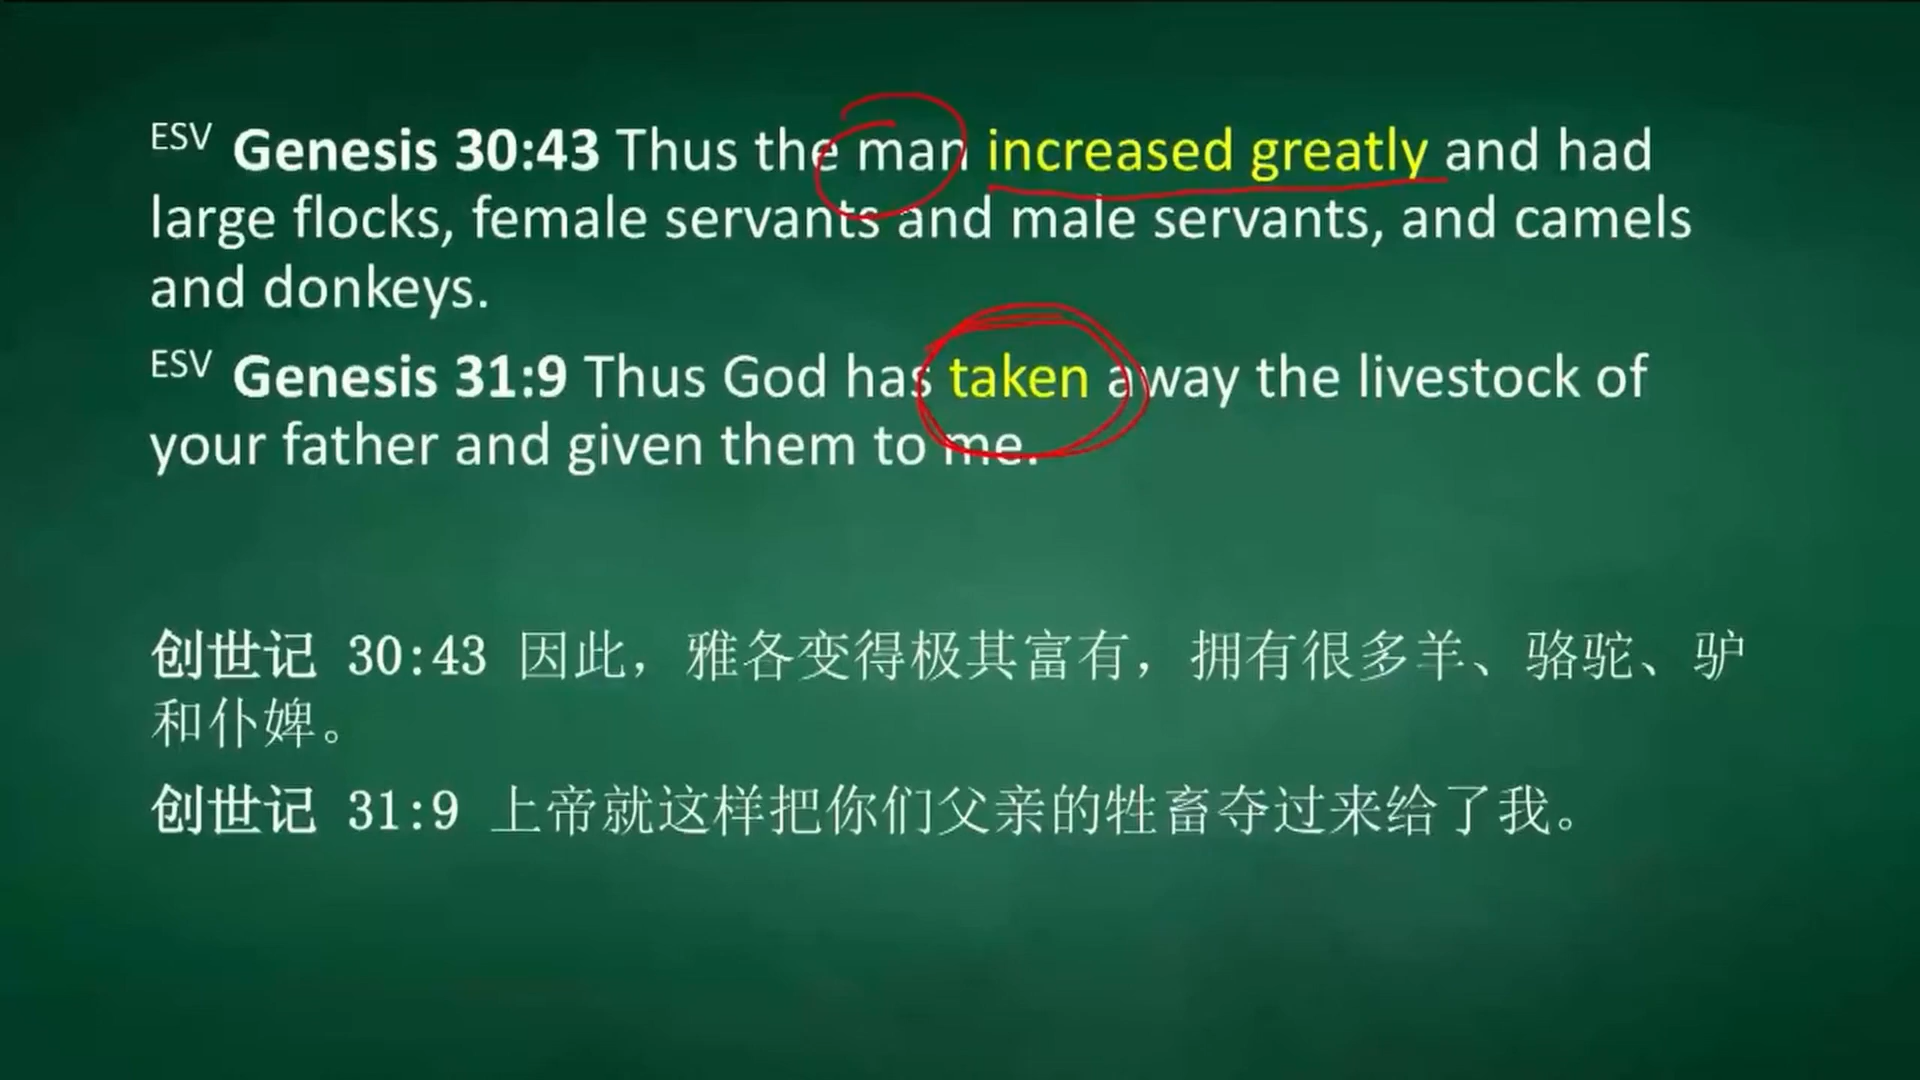 ESV Genesis 30:43 Thus the man increased greatly and had
large flocks, female servants and male servants, and camels
and donkeys.
ESV Genesis 31:9 Thus God has taken away the livestock of
your father and given them to me.
创世记 30:43 因此，雅各变得极其富有，拥有很多羊、骆驼、驴
和仆婢。
创世记 31:9 上帝就这样把你们父亲的牲畜夺过来给了我。